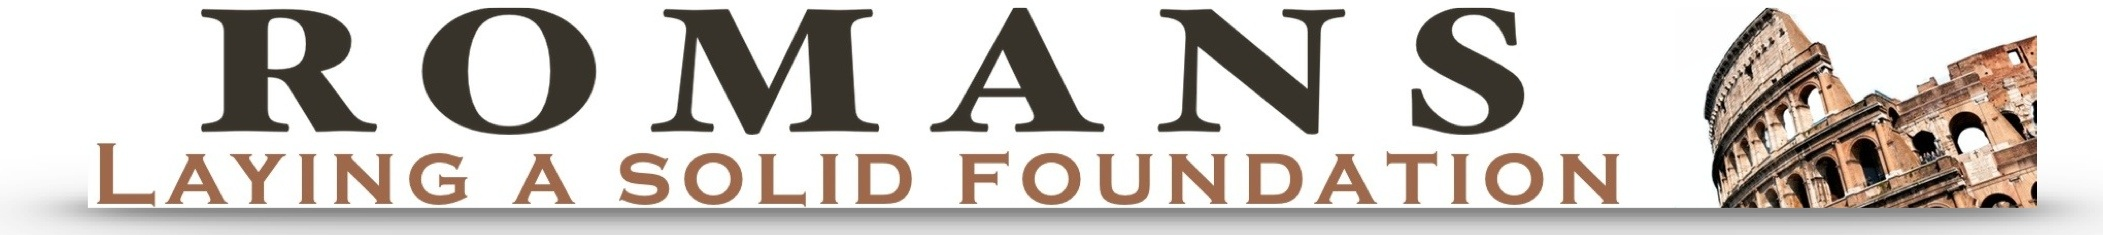 ROMANS
LAYING A SOLID FOUNDATION